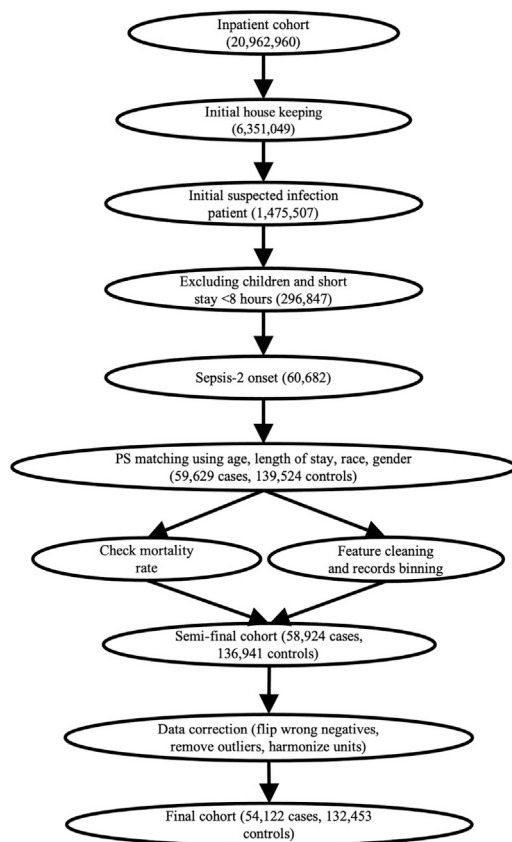 Inpatient cohort
(20,962,960)
Initial house keeping
(6,351,049)
Initial suspected infection
patient (1,475,507)
Excluding children and short
stay <8 hours (296,847)
Sepsis-2 onset (60,682)
PS matching using age, length of stay, race, gender
(59,629 cases, 139,524 controls)
Check mortality
rate
Feature cleaning
and records binning
Semi-final cohort (58,924 cases,
136,941 controls)
Data correction (flip wrong negatives,
remove outliers, harmonize units)
Final cohort (54,122 cases, 132,453
controls)